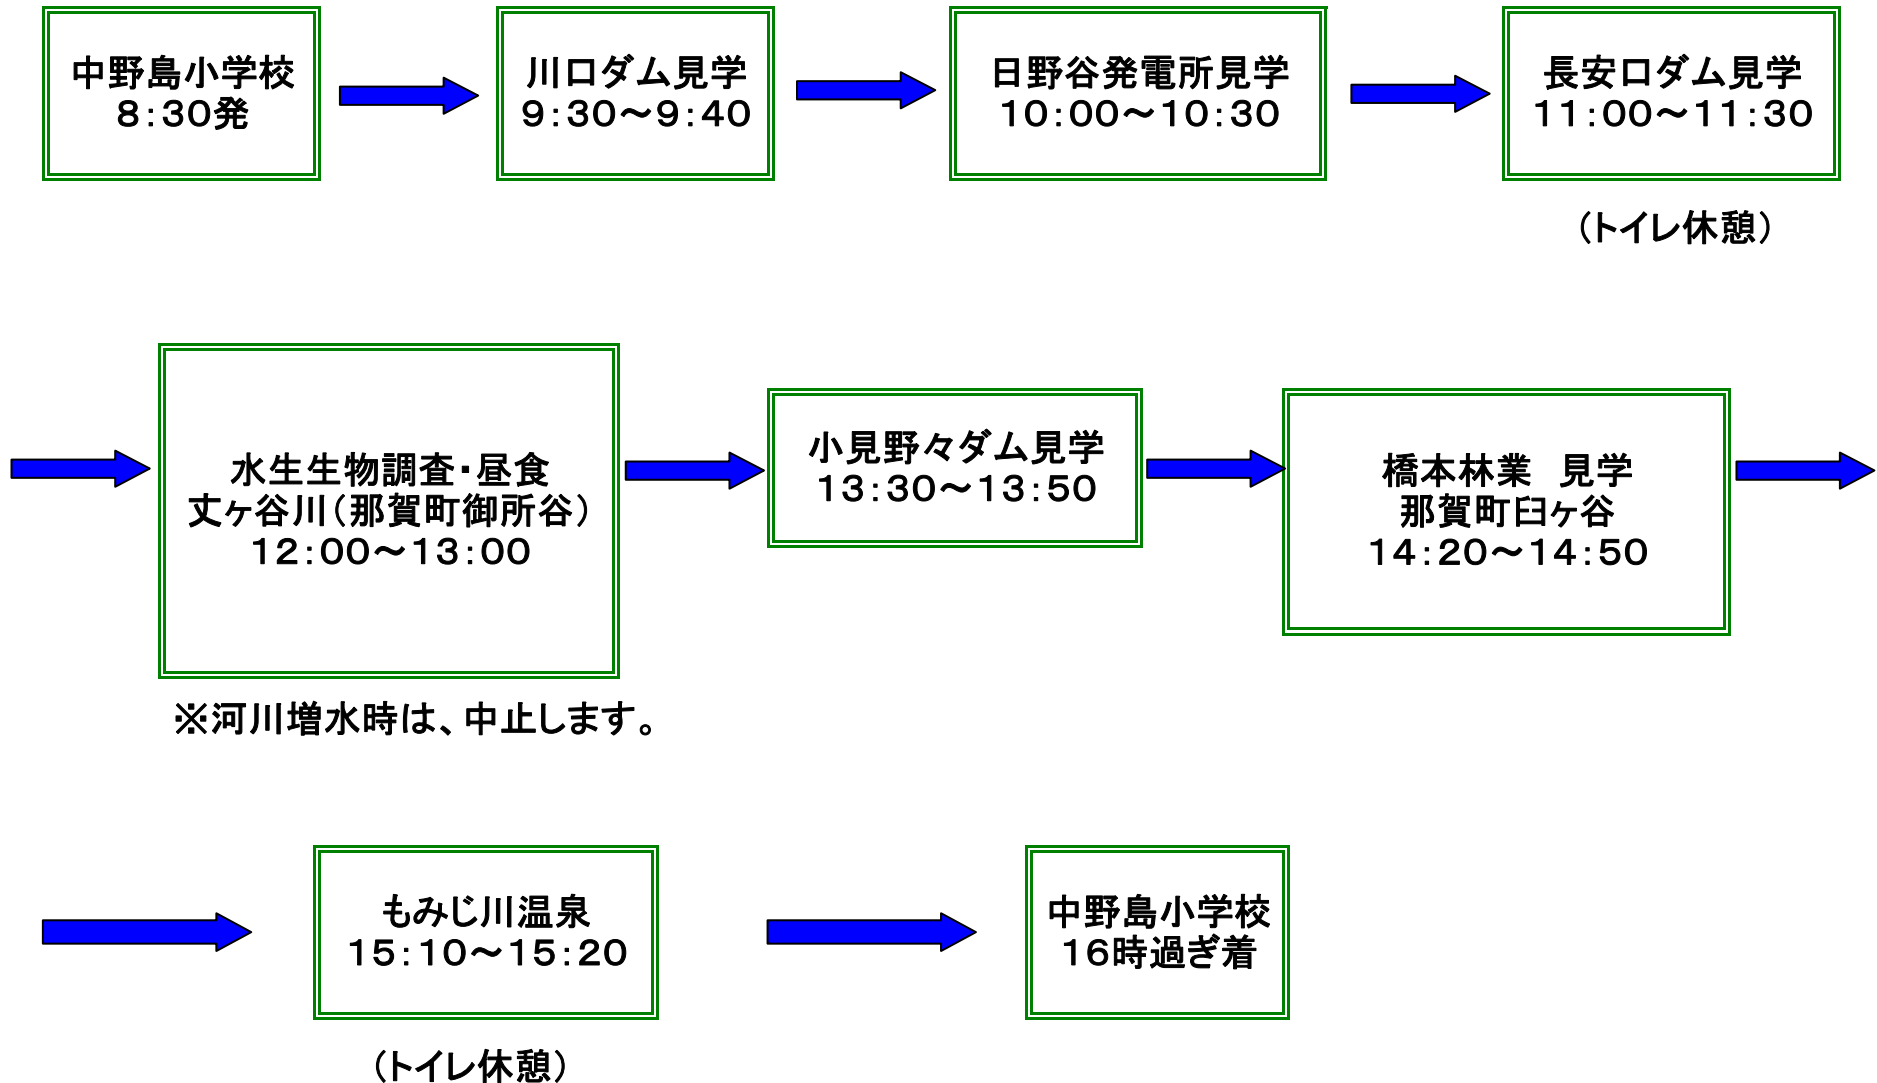 中野島小学校
8:30発
川口ダム見学
9:30~9:40
日野谷発電所見学
10:00~10:30
長安口ダム見学
11:00~11:30
(トイレ休憩)
水生生物調査・昼食
丈ヶ谷川(那賀町御所谷)
12:00~13:00
※河川増水時は、中止します。
小見野々ダム見学
13:30~13:50
橋本林業 見学
那賀町臼ヶ谷
14:20~14:50
もみじ川温泉
15:10~15:20
(トイレ休憩)
中野島小学校
16時過ぎ着